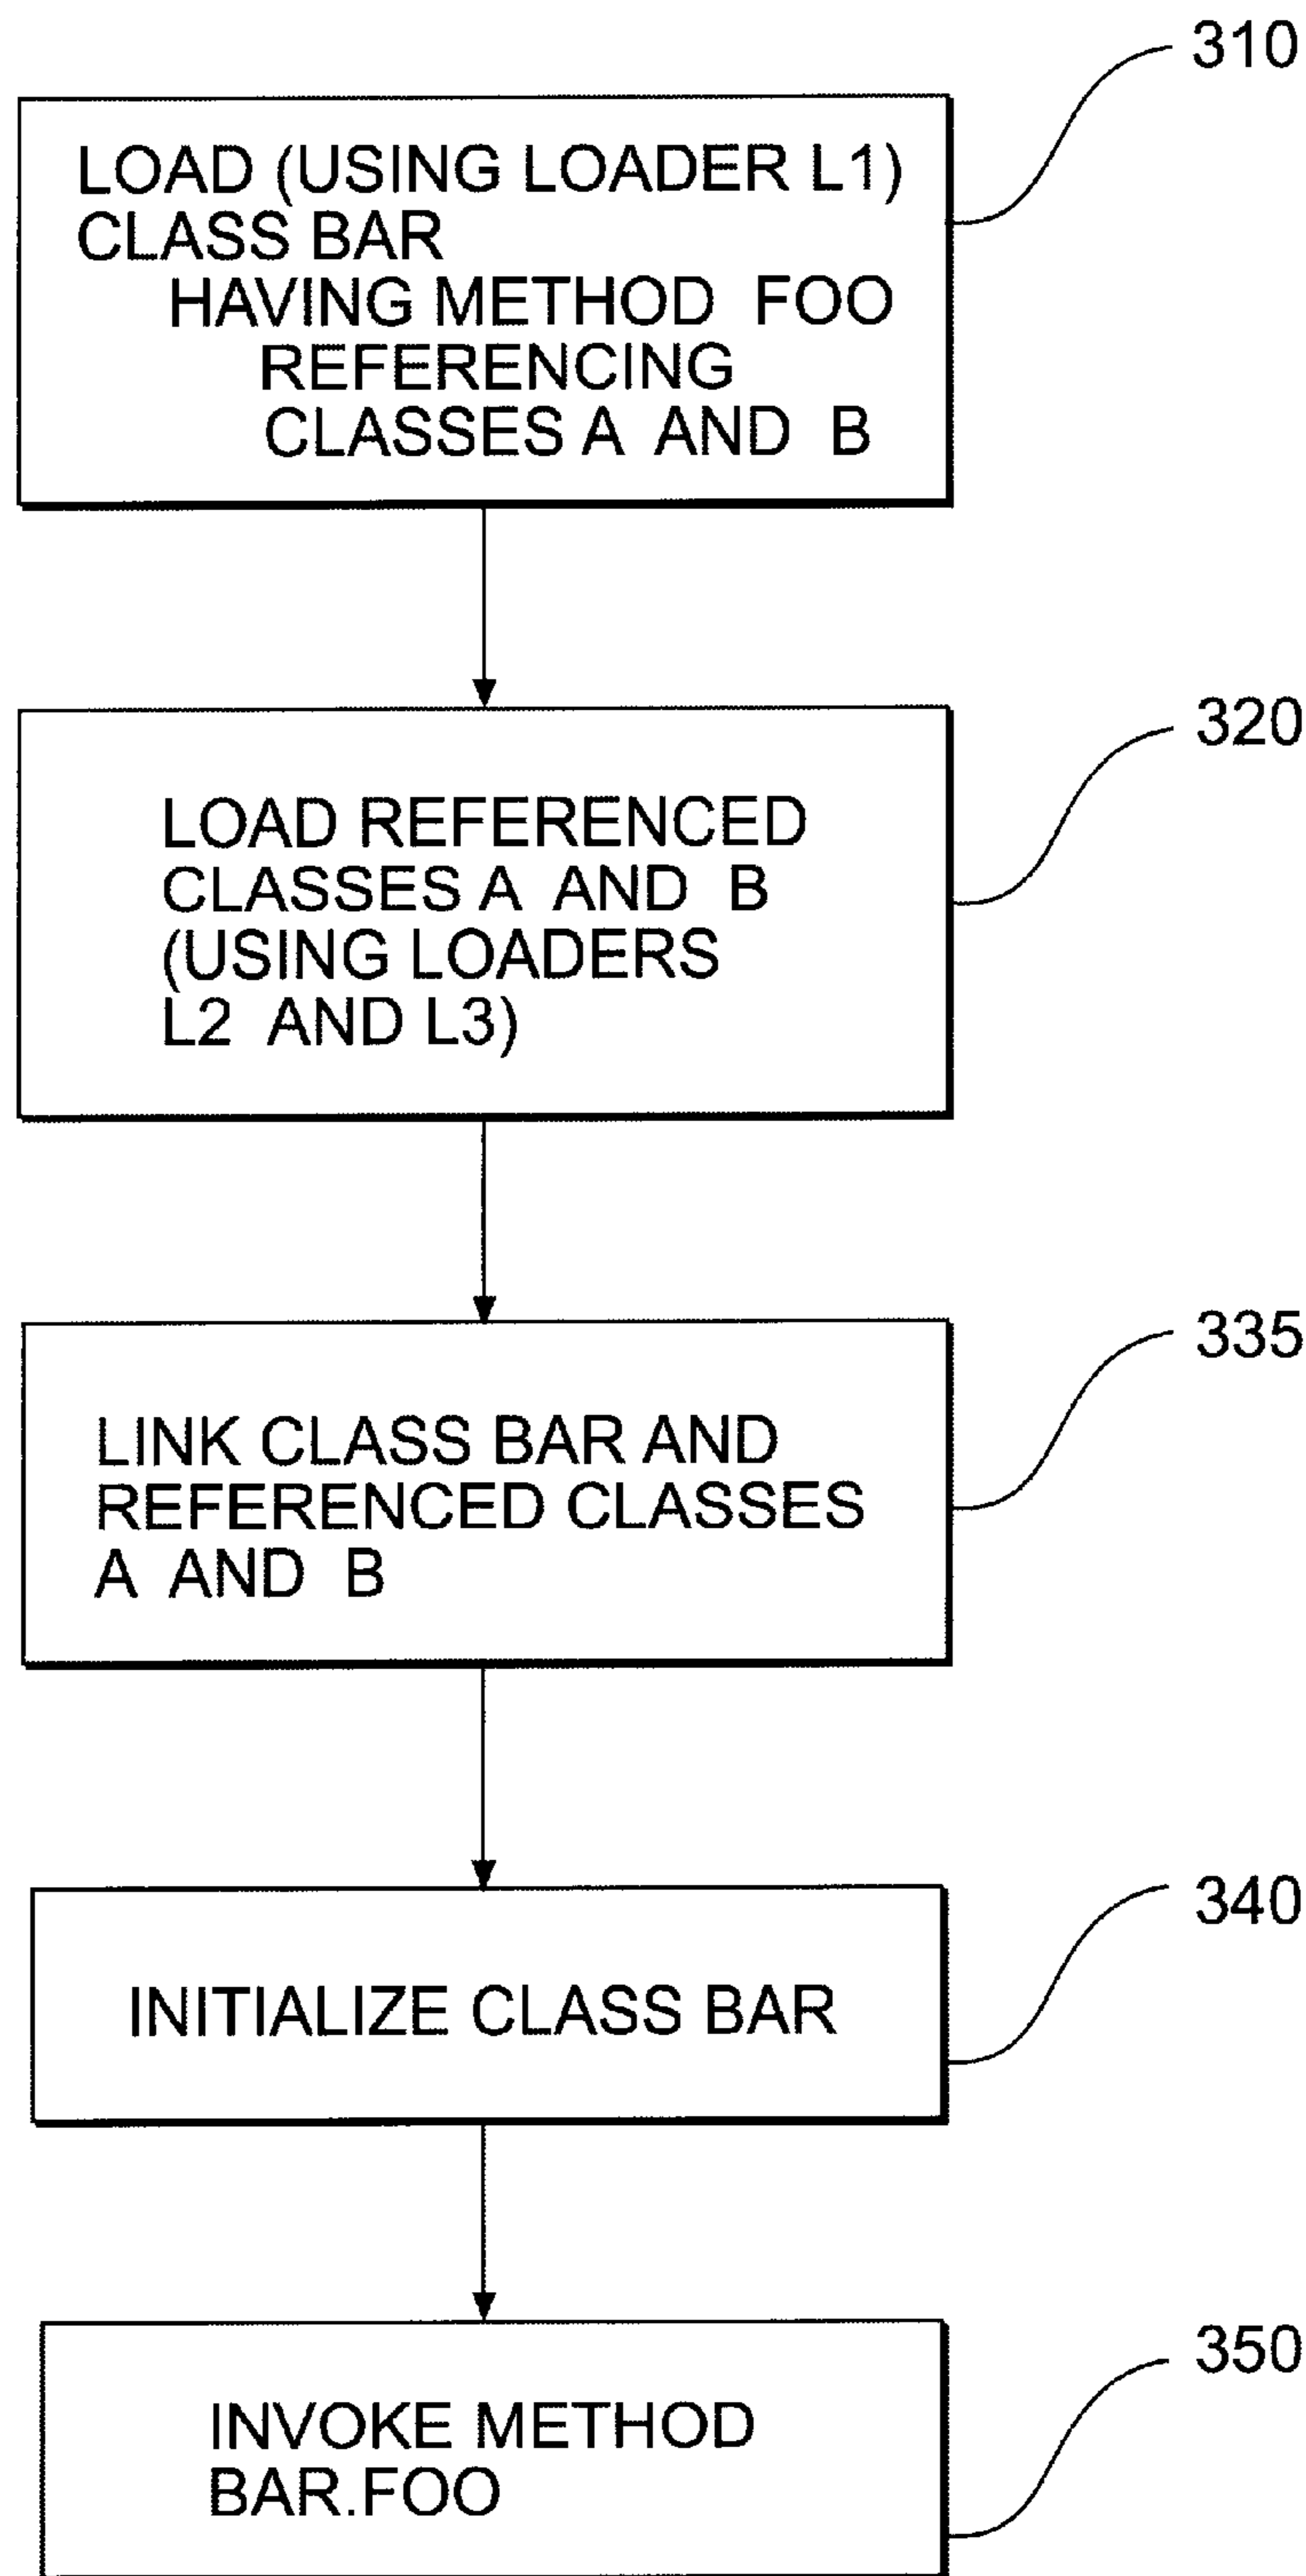 310
LOAD (USING LOADER L1)
CLASS BAR
HAVING METHOD FOO
REFERENCING
CLASSES A AND B
320
LOAD REFERENCED
CLASSES A AND B
(USING LOADERS
L2 AND L3)
335
LINK CLASS BAR AND
REFERENCED CLASSES
A AND B
340
INITIALIZE CLASS BAR
350
INVOKE METHOD
BAR.FOO